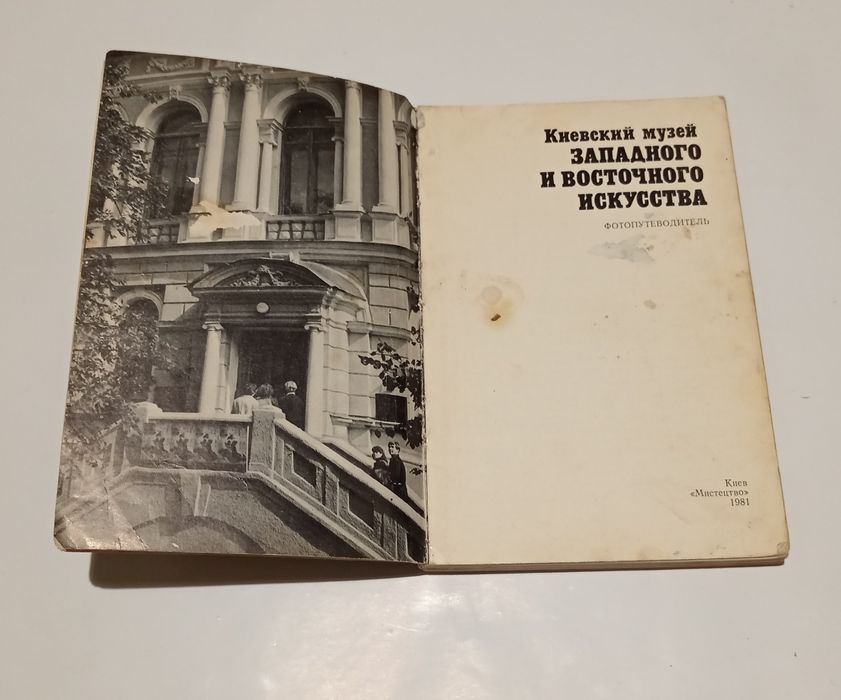 Киевский музей
ЗАПАДНОГО
И ВОСТОЧНОГО
ИСКУССТВА
ФОТОПУТЕВОДИТЕЛЬ
Киев
«Мистецтво»
1981